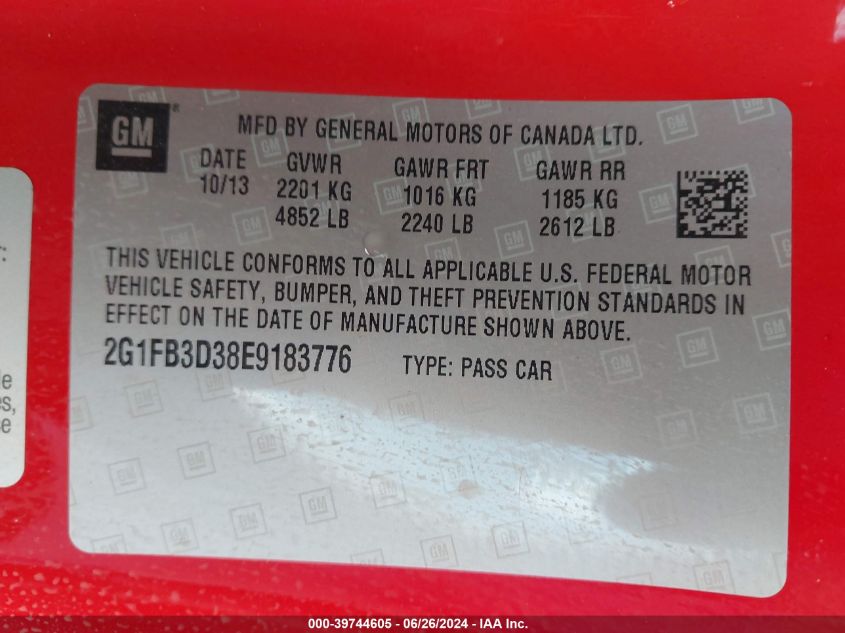 GM
®
MFD BY GENERAL MOTORS OF CANADA LTD.
DATE GVWR GAWR FRT GAWR RR
10/13 2201 KG 1016 KG 1185 KG
4852 LB 2240 LB 2612 LB
THIS VEHICLE CONFORMS TO ALL APPLICABLE U.S. FEDERAL MOTOR
VEHICLE SAFETY, BUMPER, AND THEFT PREVENTION STANDARDS IN
EFFECT ON THE DATE OF MANUFACTURE SHOWN ABOVE.
2G1FB3D38E9183776 TYPE: PASS CAR
000-39744605 - 06/26/2024 - IAA Inc.